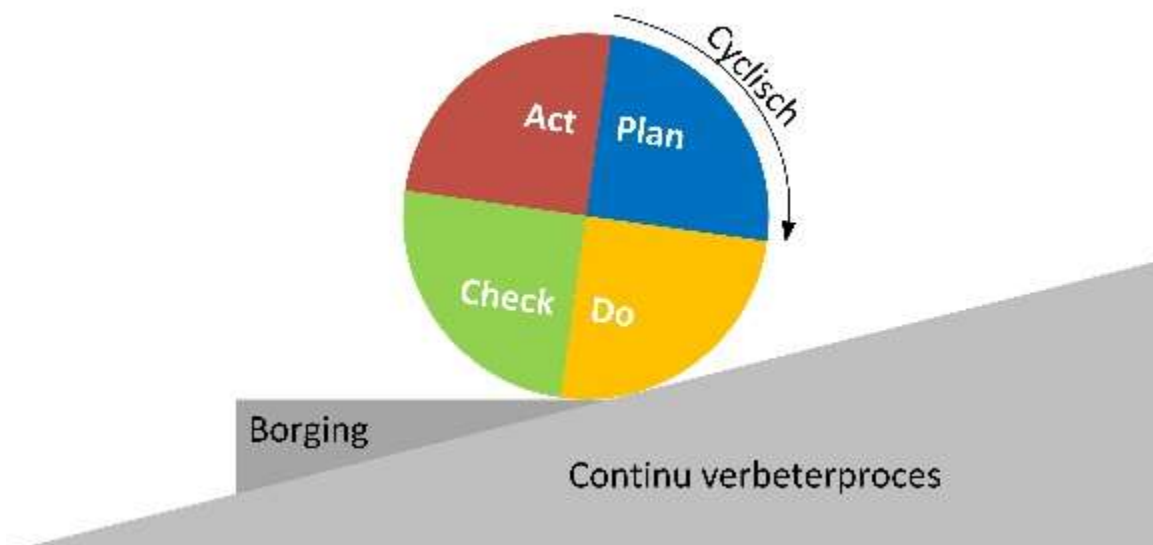 Cyclisch
Act
Plan
Check
Do
Borging
Continu verbeterproces